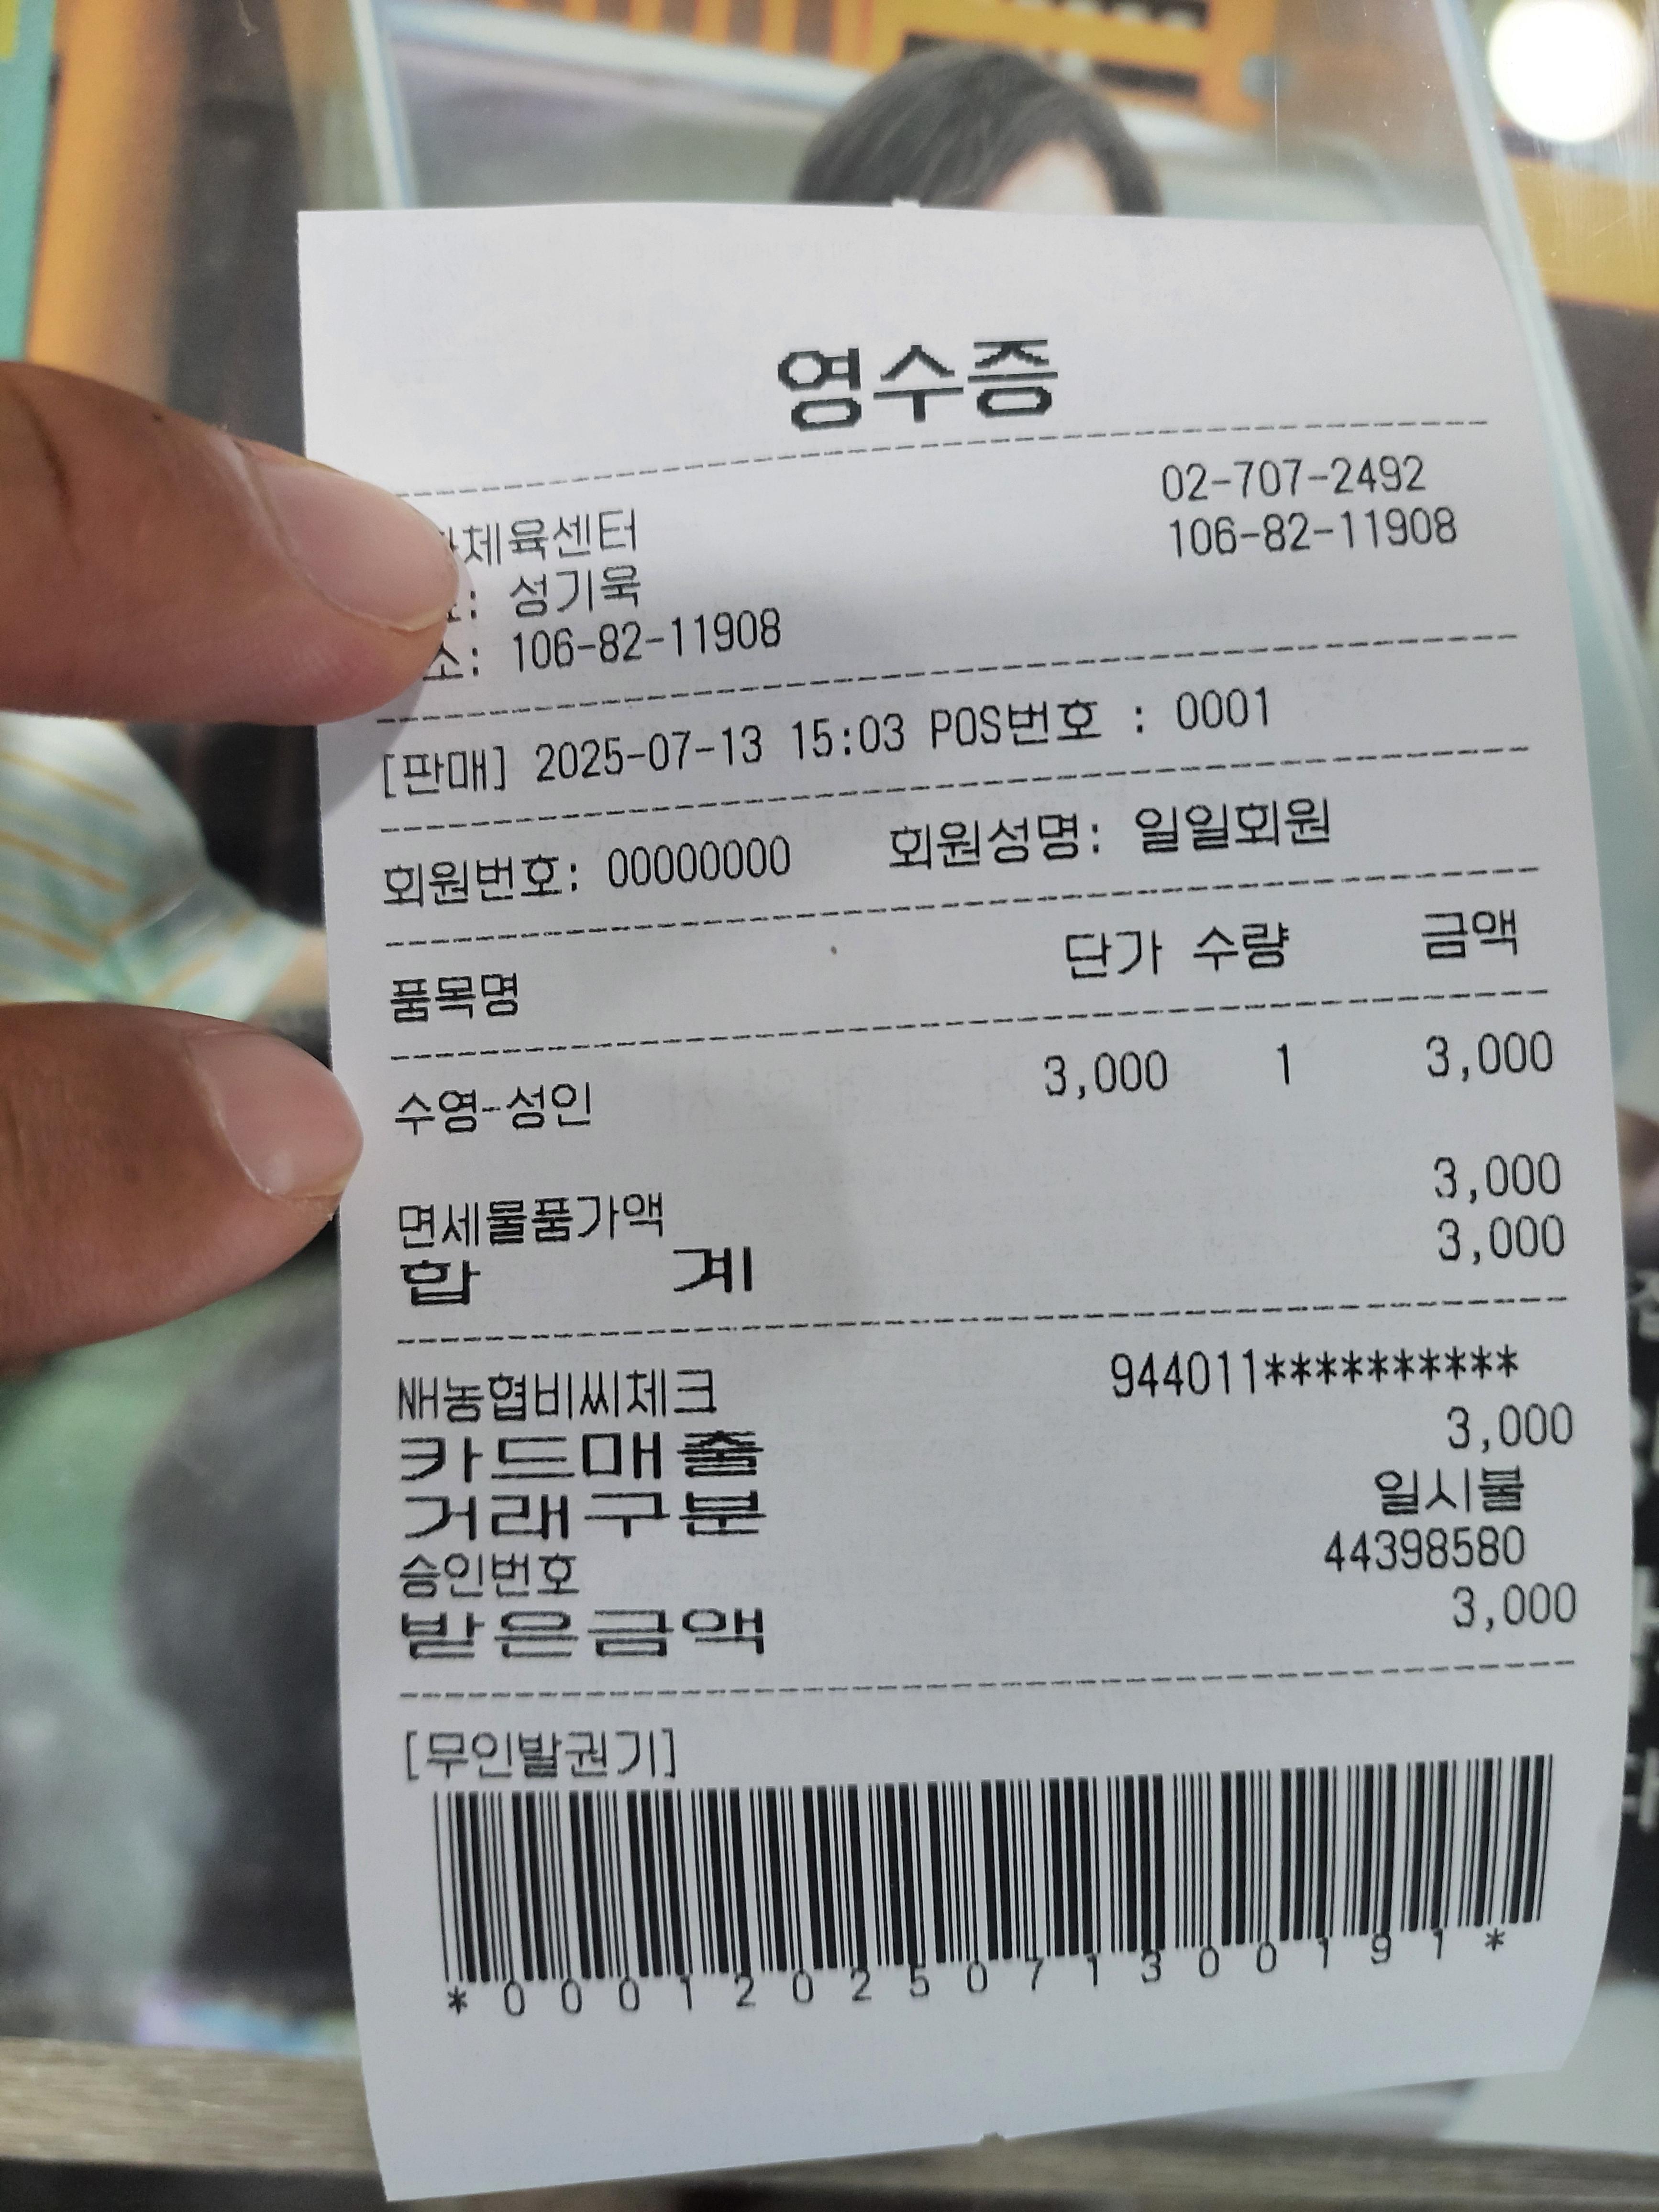 영수증
체육센터 02-707-2492
: 성기욱 106-82-11908
소: 106-82-11908
[판매] 2025-07-13 15:03 POS번호 : 0001
회원번호: 00000000 회원성명: 일일회원
품목명 단가 수량 금액
수영-성인 3,000 1 3,000
면세물품가액 3,000
합 계 3,000
NH농협비씨체크 944011**********
카드매출 3,000
거래구분 일시불
승인번호 44398580
받은금액 3,000
[무인발권기]
*00012025071300191*